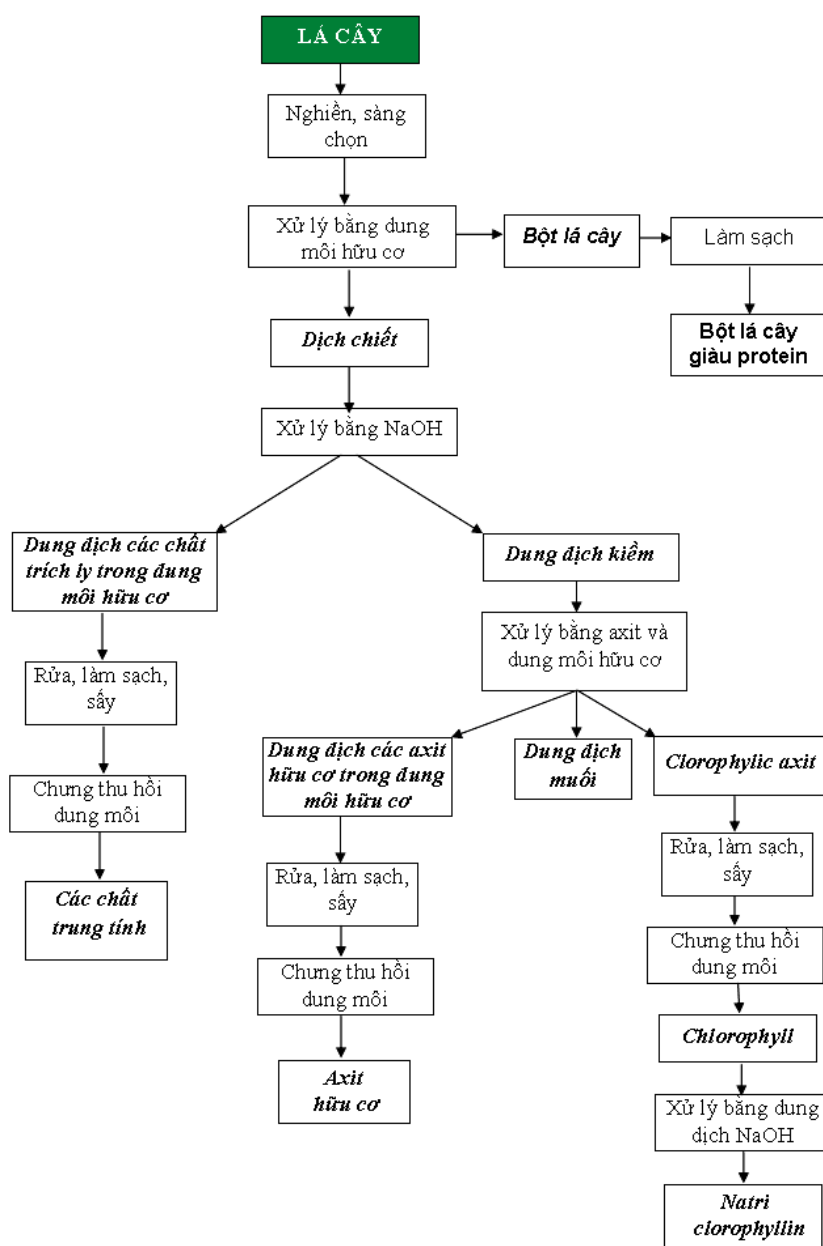 LÁ CÂY
Nghiền, sàng
chọn
Xử lý bằng dung
môi hữu cơ
Bột lá cây
Làm sạch
Bột lá cây
giàu protein
Dịch chiết
Xử lý bằng NaOH
Dung dịch các chất
trích ly trong dung
môi hữu cơ
Rửa, làm sạch,
sấy
Chưng thu hồi
dung môi
Các chất
trung tính
Dung dịch kiềm
Xử lý bằng axit và
dung môi hữu cơ
Dung dịch các axit
hữu cơ trong dung
môi hữu cơ
Rửa, làm sạch,
sấy
Chưng thu hồi
dung môi
Axit
hữu cơ
Dung dịch
muối
Clorophylic axit
Rửa, làm sạch,
sấy
Chưng thu hồi
dung môi
Chlorophyll
Xử lý bằng dung
dịch NaOH
Natri
clorophyllin